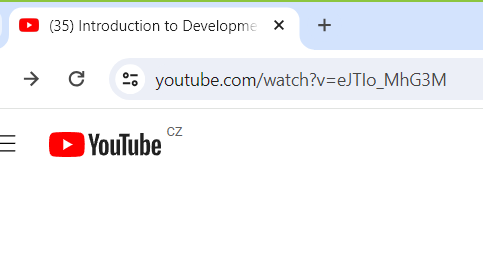 (35) Introduction to Developme
youtube.com/watch?v=eJTIo_MhG3M
YouTube CZ